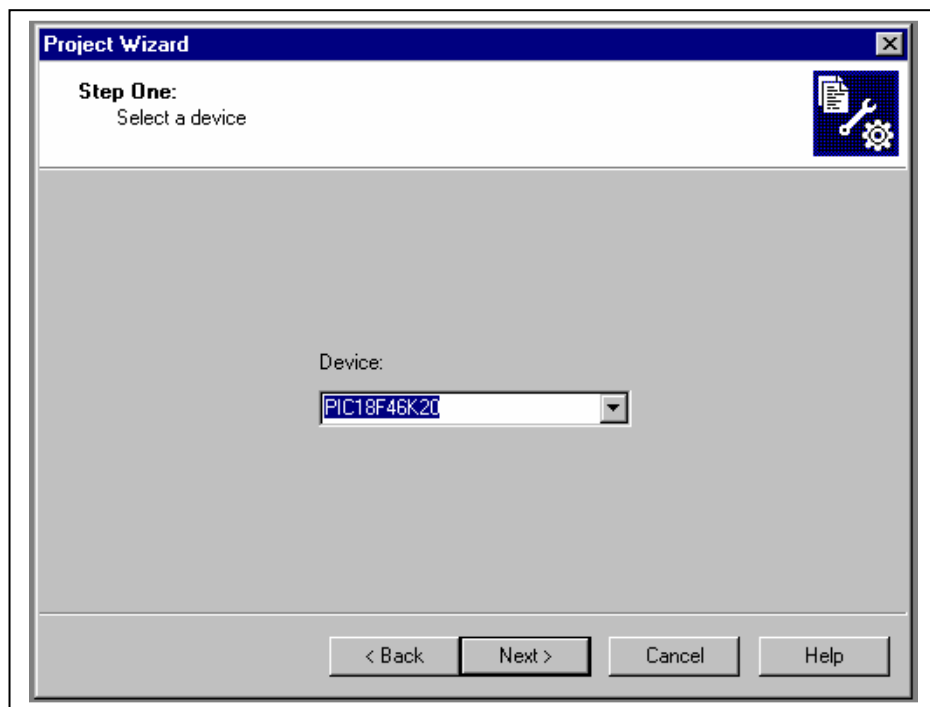 Project Wizard
Step One:
Select a device
Device:
PIC18F46K20
< Back Next > Cancel Help